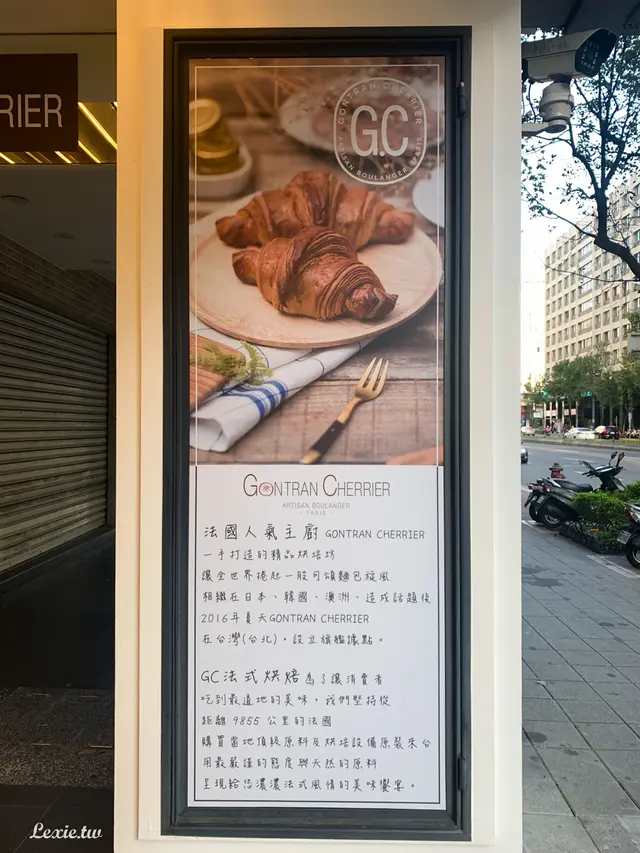 RIER
GONTRAN CHERRIER
GC
ARTISAN BOULANGER PARIS
GONTRAN CHERRIER
ARTISAN BOULANGER
- PARIS -
法國人氣主廚 GONTRAN CHERRIER
一手打造的精品烘培坊
讓全世界捲起一股可頌麵包旋風
相繼在日本、韓國、澳洲、造成話題後
2016年夏天GONTRAN CHERRIER
在台灣(台北)，設立旗艦據點。
GC法式烘焙為了讓消費者
吃到最道地的美味，我們堅持從
距離 9855 公里的法國
購買當地頂級原料及烘培設備原裝來台
用最嚴謹的態度與天然的原料
呈現給您濃濃法式風情的美味饗宴。
Lexie.tw